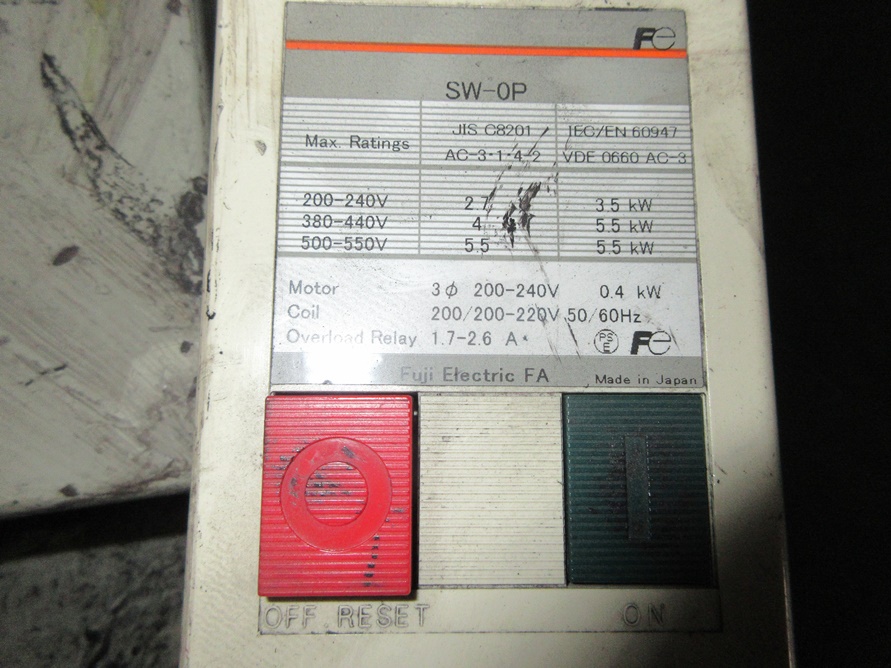 Fe
SW-0P
Max. Ratings JIS C8201 IEC/EN 60947
AC-3·1·4·2 VDE 0660 AC-3
200-240V 2.7 3.5 kW
380-440V 4 5.5 kW
500-550V 5.5 5.5 kW
Motor 3φ 200-240V 0.4 kW
Coil 200/200-220V 50/60Hz
Overload Relay 1.7-2.6 A PSE Fe
Fuji Electric FA Made in Japan
OFF RESET ON